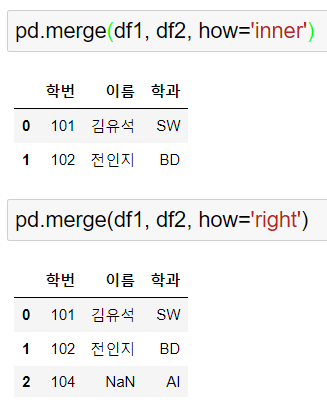 pd.merge(df1, df2, how='inner')
학번 이름 학과
0 101 김유석 SW
1 102 전인지 BD
pd.merge(df1, df2, how='right')
학번 이름 학과
0 101 김유석 SW
1 102 전인지 BD
2 104 NaN AI